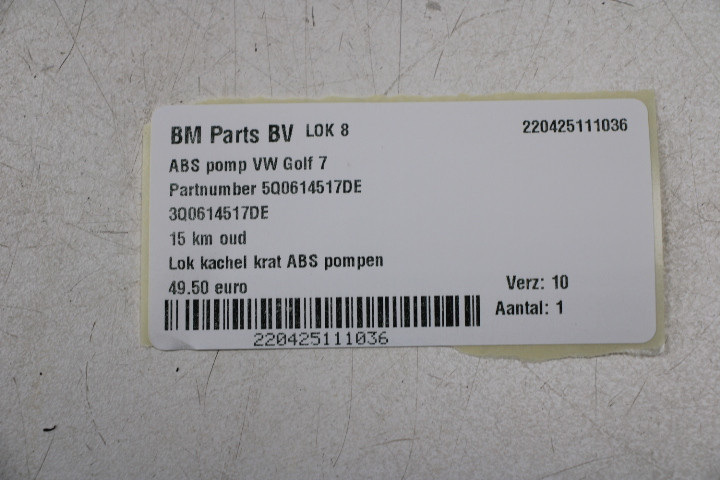 BM Parts BV LOK 8 220425111036
ABS pomp VW Golf 7
Partnumber 5Q0614517DE
3Q0614517DE
15 km oud
Lok kachel krat ABS pompen
49.50 euro Verz: 10
Aantal: 1
220425111036